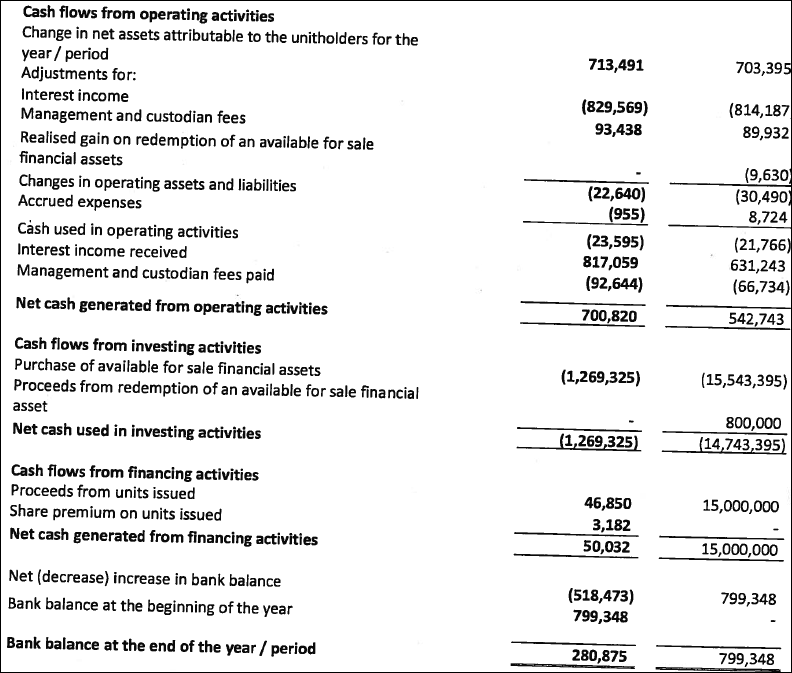 Cash flows from operating activities
Change in net assets attributable to the unitholders for the
year / period 713,491 703,395
Adjustments for:
Interest income (829,569) (814,187
Management and custodian fees 93,438 89,932
Realised gain on redemption of an available for sale
financial assets - (9,630)
Changes in operating assets and liabilities (22,640) (30,490)
Accrued expenses (955) 8,724
Cash used in operating activities (23,595) (21,766)
Interest income received 817,059 631,243
Management and custodian fees paid (92,644) (66,734)
Net cash generated from operating activities 700,820 542,743
Cash flows from investing activities
Purchase of available for sale financial assets (1,269,325) (15,543,395)
Proceeds from redemption of an available for sale financial
asset - 800,000
Net cash used in investing activities (1,269,325) (14,743,395)
Cash flows from financing activities
Proceeds from units issued 46,850 15,000,000
Share premium on units issued 3,182 -
Net cash generated from financing activities 50,032 15,000,000
Net (decrease) increase in bank balance (518,473) 799,348
Bank balance at the beginning of the year 799,348 -
Bank balance at the end of the year / period 280,875 799,348